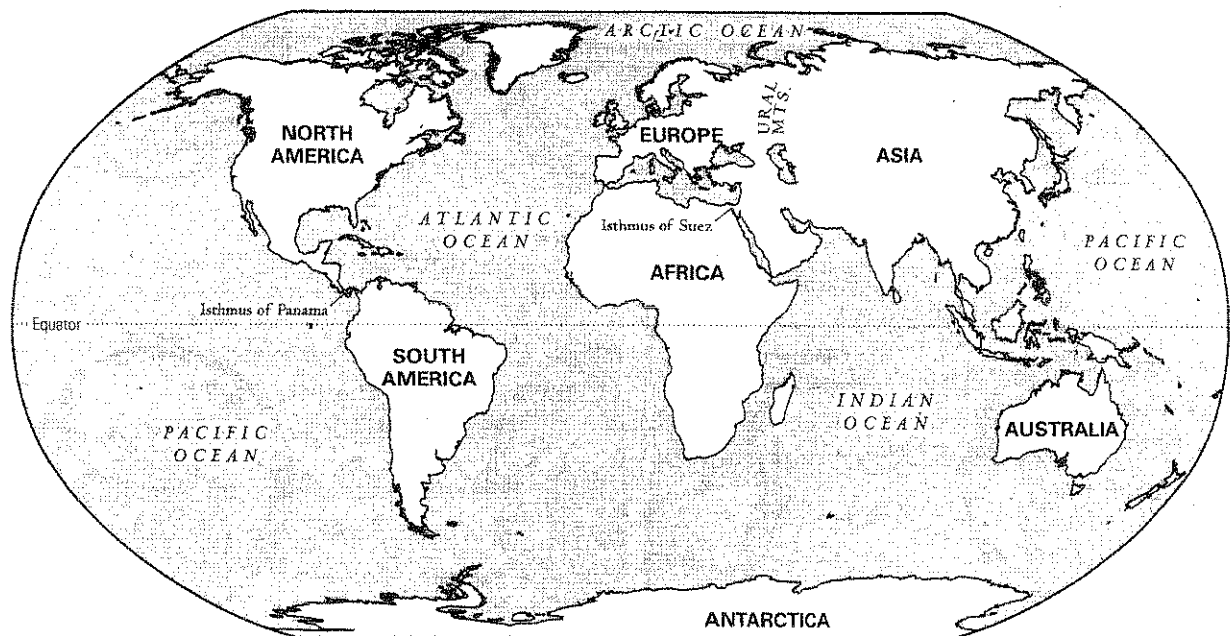 ARCTIC OCEAN
NORTH
AMERICA
EUROPE
URAL
MTS.
ASIA
ATLANTIC
OCEAN
Isthmus of Suez
PACIFIC
OCEAN
AFRICA
Isthmus of Panama
Equator
SOUTH
AMERICA
INDIAN
OCEAN
PACIFIC
OCEAN
AUSTRALIA
ANTARCTICA